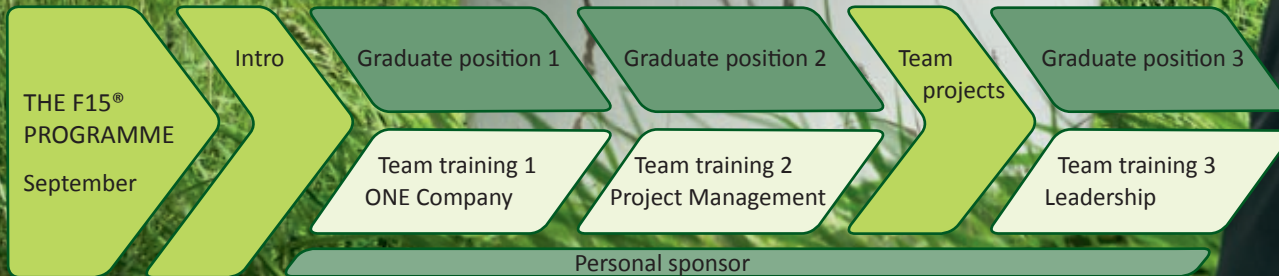 THE F15®
PROGRAMME
September
Intro
Graduate position 1
Team training 1
ONE Company
Graduate position 2
Team training 2
Project Management
Team
projects
Graduate position 3
Team training 3
Leadership
Personal sponsor